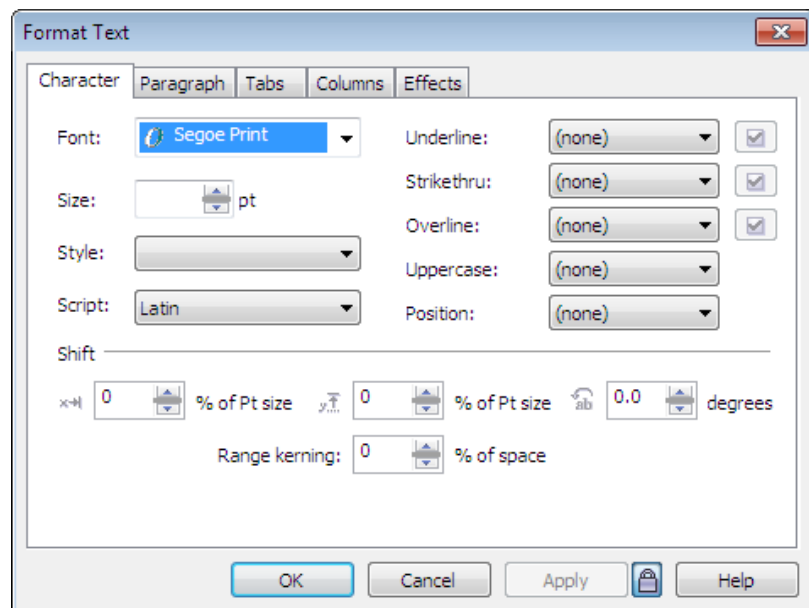 Format Text
Character Paragraph Tabs Columns Effects
Font: Segoe Print Underline: (none)
Strikethru: (none)
Size: pt
Overline: (none)
Style:
Uppercase: (none)
Script: Latin
Position: (none)
Shift
x 0 % of Pt size y 0 % of Pt size ab 0.0 degrees
Range kerning: 0 % of space
OK Cancel Apply Help